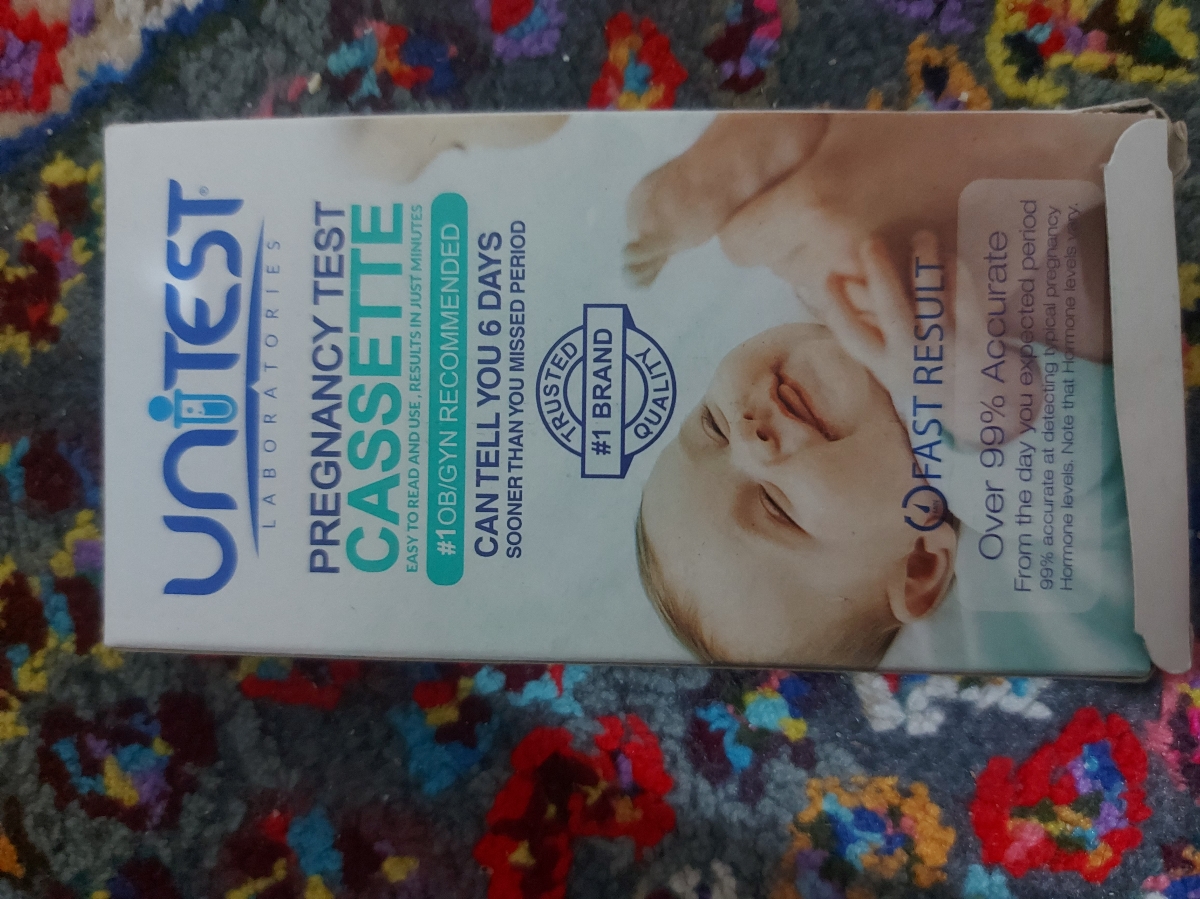 UNITEST®
LABORATORIES
PREGNANCY TEST
CASSETTE
EASY TO READ AND USE, RESULTS IN JUST MINUTES
#1 OB/GYN RECOMMENDED
CAN TELL YOU 6 DAYS
SOONER THAN YOU MISSED PERIOD
TRUSTED
#1 BRAND
QUALITY
FAST RESULT
Over 99% Accurate
From the day you expected period
99% accurate at detecting typical pregnancy
Hormone levels. Note that Hormone levels vary.